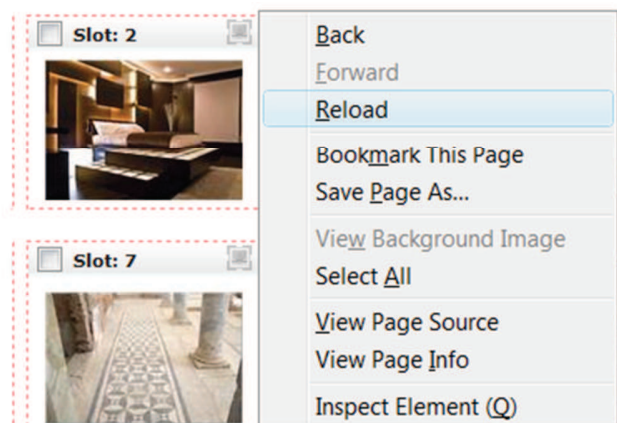 Slot: 2
Back
Forward
Reload
Bookmark This Page
Save Page As...
View Background Image
Slot: 7
Select All
View Page Source
View Page Info
Inspect Element (Q)